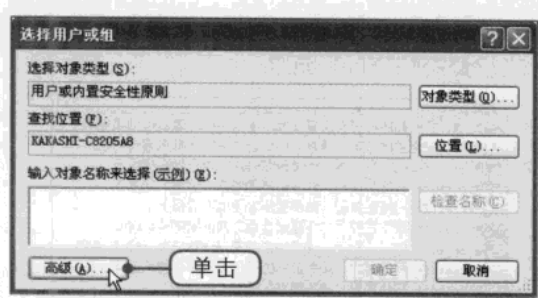 选择用户或组
选择对象类型(S):
用户或内置安全性原则
对象类型(O)...
查找位置(F):
KAKASHI-C8205AB
位置(L)...
输入对象名称来选择(示例)(E):
检查名称(C)
高级(A)...
单击
确定
取消